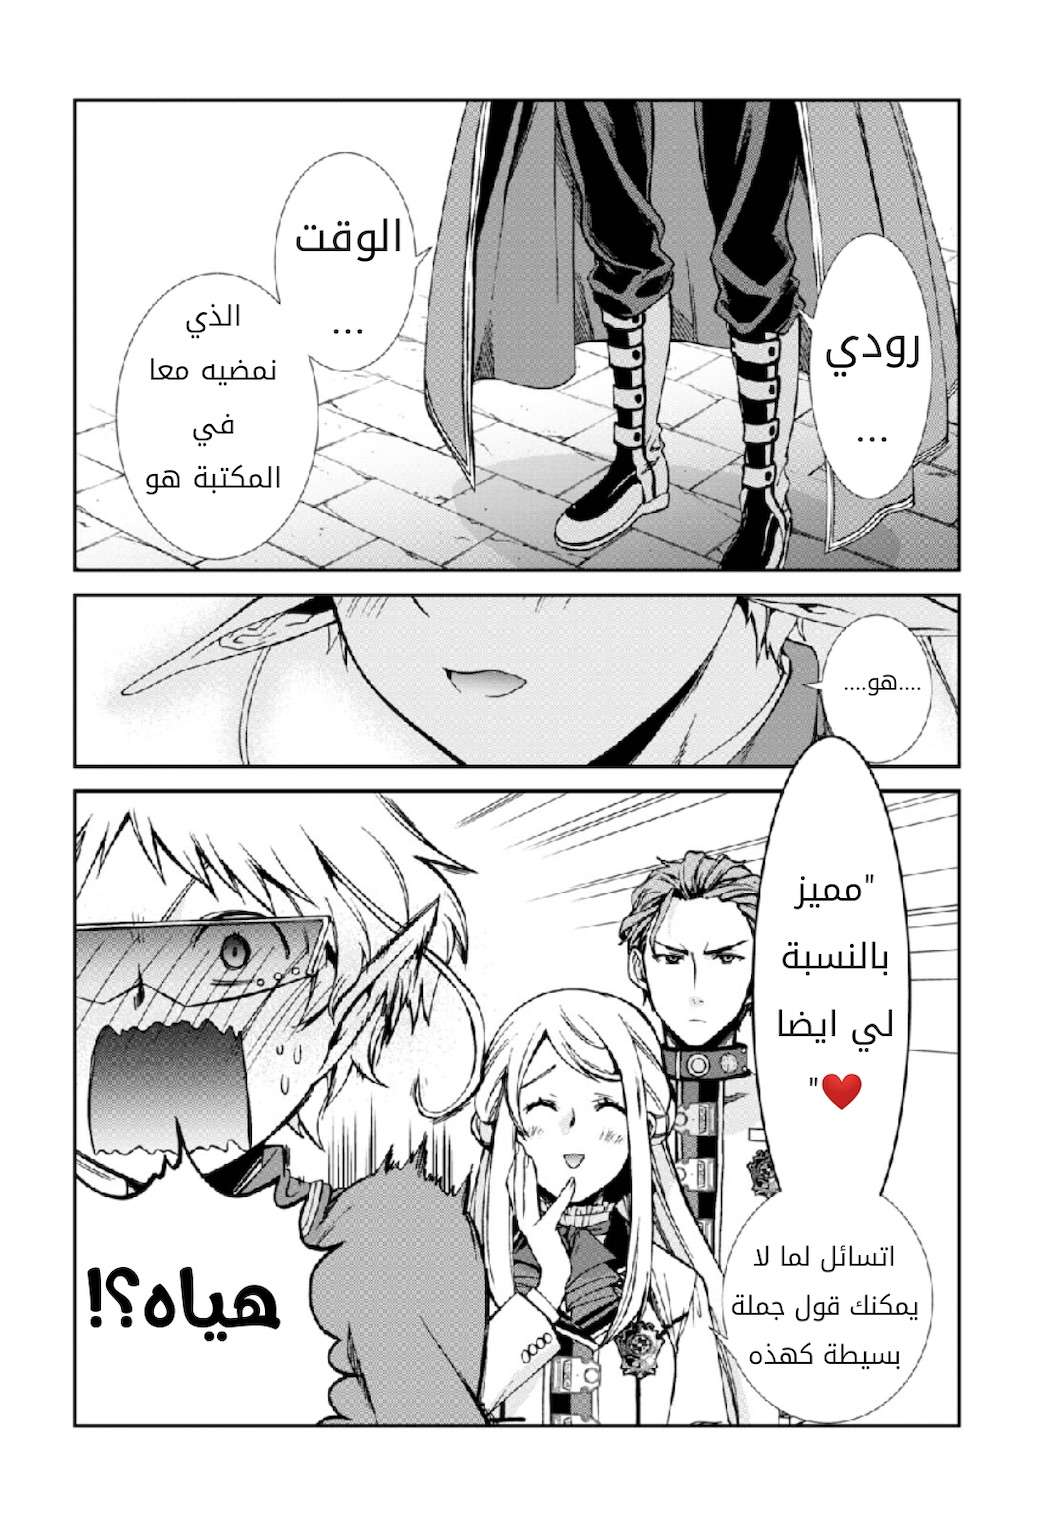 رودي
...
الوقت
...
الذي
نمضيه معا
في
المكتبة هو
....هو....
"مميز
بالنسبة
لي ايضا
❤️"
اتسائل لما لا
يمكنك قول جملة
بسيطة كهذه
هياه؟!